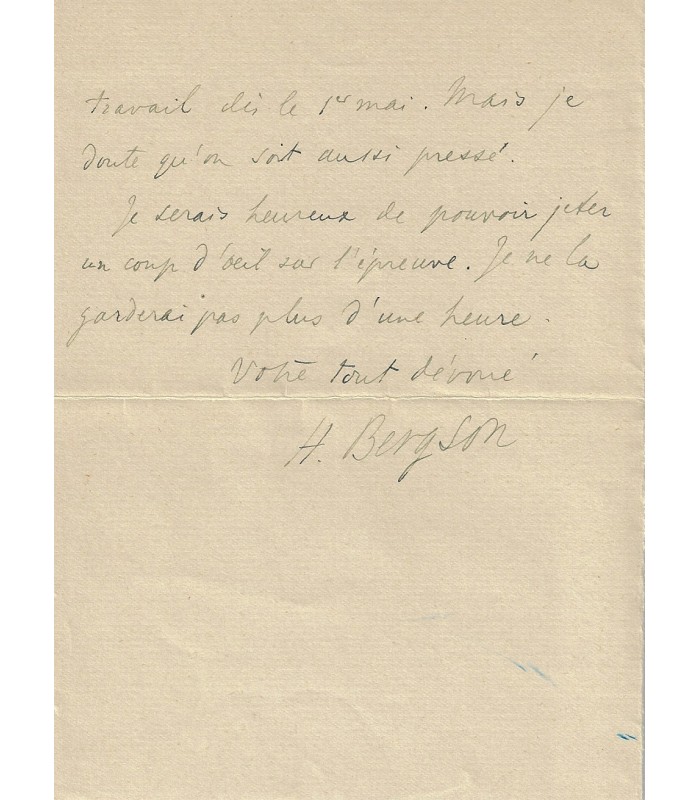 travail dès le 1er mai. Mais je
doute qu'on soit aussi pressé.
Je serais heureux de pouvoir jeter
un coup d'oeil sur l'épreuve. Je ne la
garderai pas plus d'une heure.
Votre tout dévoué
H. Bergson